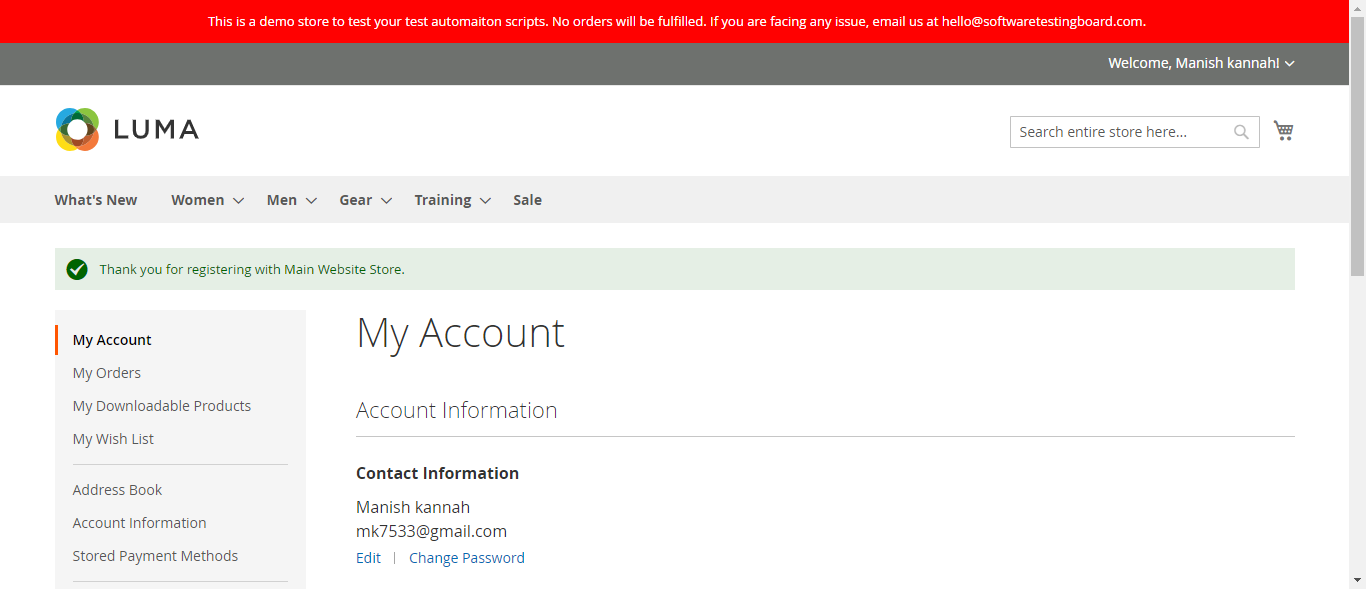 This is a demo store to test your test automaiton scripts. No orders will be fulfilled. If you are facing any issue, email us at hello@softwaretestingboard.com.
Welcome, Manish kannah!
LUMA
Search entire store here...
What's New Women Men Gear Training Sale
Thank you for registering with Main Website Store.
My Account
My Orders
My Downloadable Products
My Wish List
Address Book
Account Information
Stored Payment Methods
My Account
Account Information
Contact Information
Manish kannah
mk7533@gmail.com
Edit | Change Password